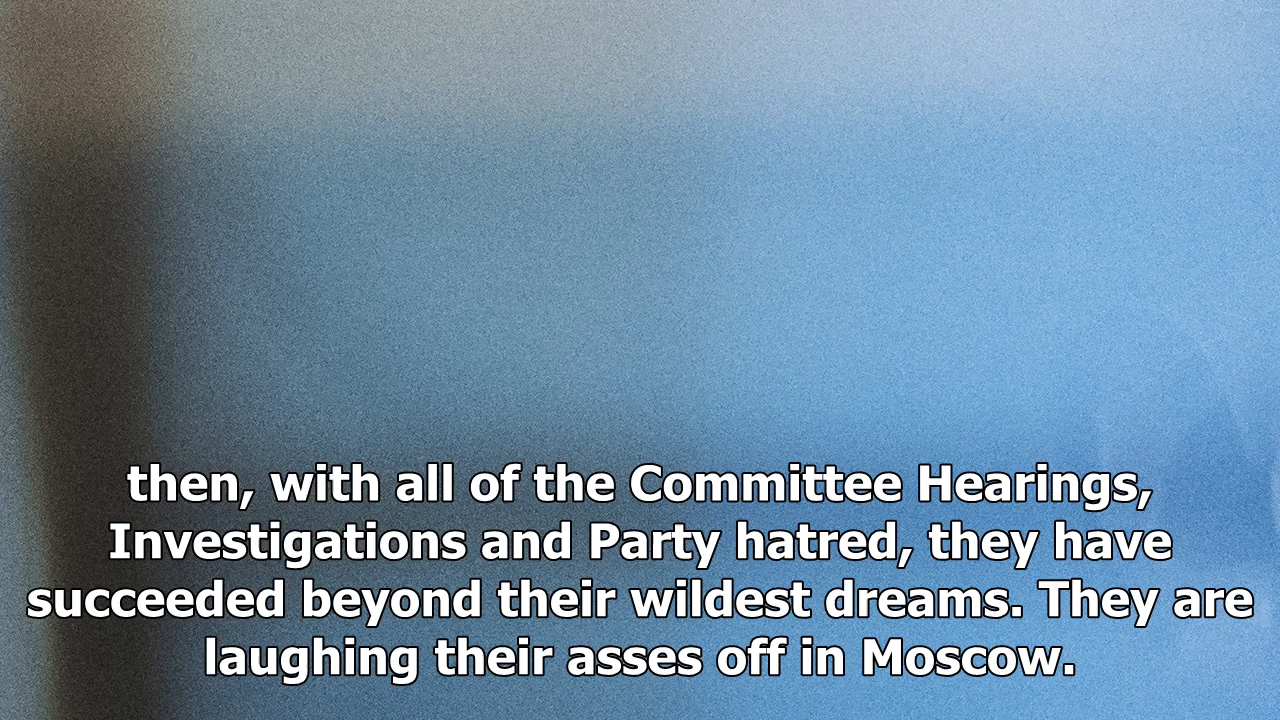 then, with all of the Committee Hearings,
Investigations and Party hatred, they have
succeeded beyond their wildest dreams. They are
laughing their asses off in Moscow.